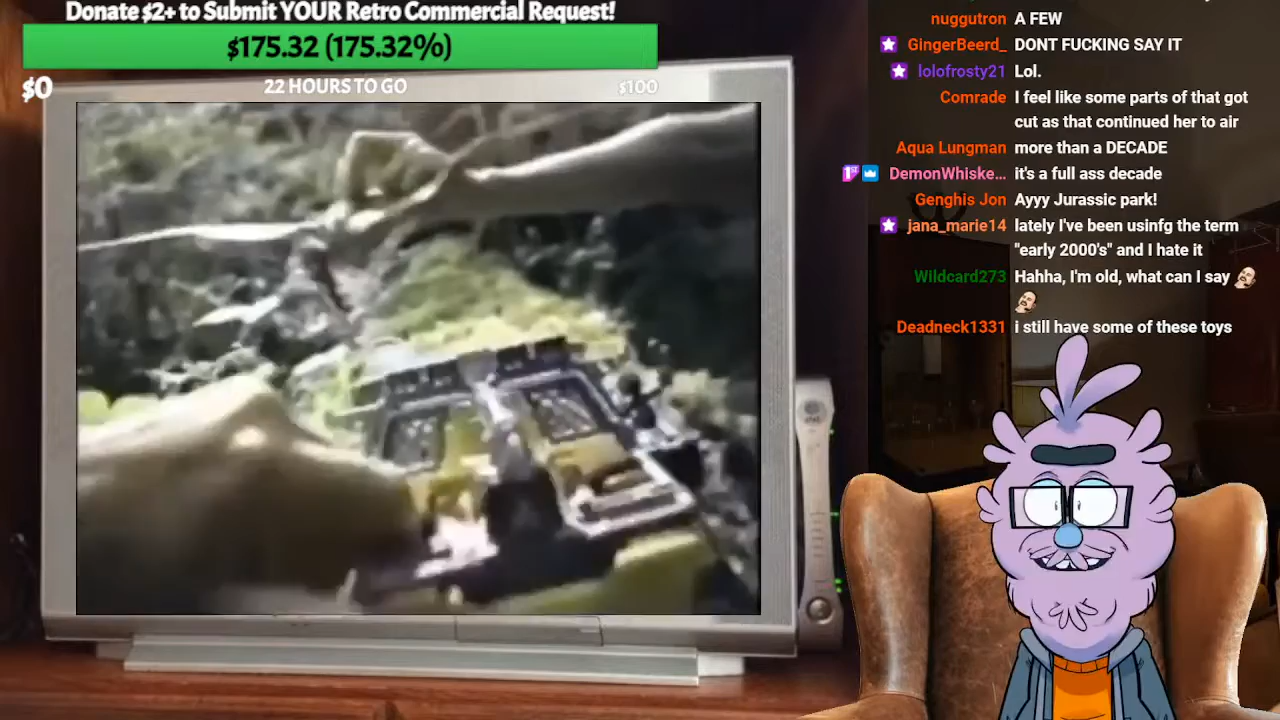 Donate $2+ to Submit YOUR Retro Commercial Request!
$175.32 (175.32%)
$0
22 HOURS TO GO
$100
nuggutron A FEW
GingerBeerd_ DONT FUCKING SAY IT
lolofrosty21 Lol.
Comrade I feel like some parts of that got
cut as that continued her to air
Aqua Lungman more than a DECADE
DemonWhiske... it's a full ass decade
Genghis Jon Ayyy Jurassic park!
jana_marie14 lately I've been usinfg the term
"early 2000's" and I hate it
Wildcard273 Hahha, I'm old, what can I say
Deadneck1331 i still have some of these toys